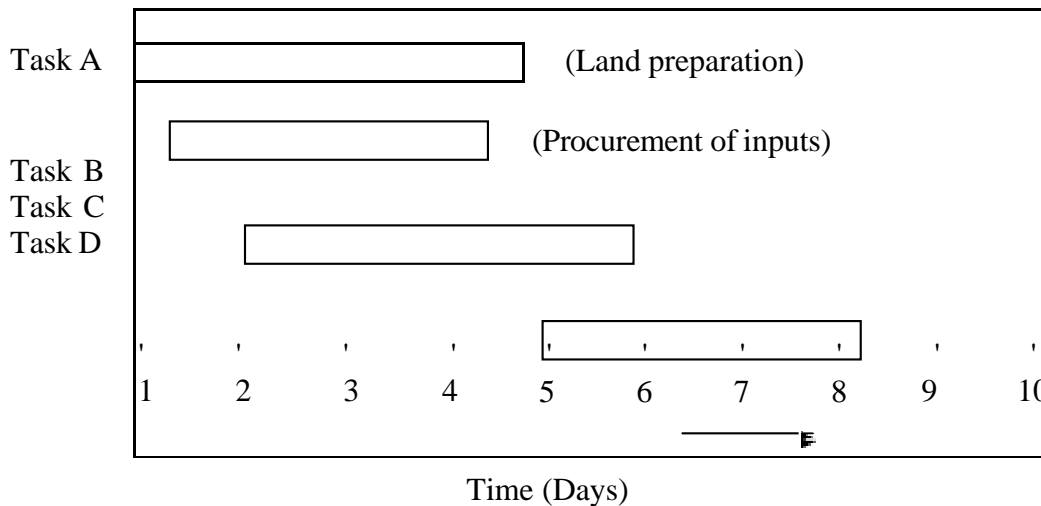 Task A (Land preparation)
(Procurement of inputs)
Task B
Task C
Task D
1 2 3 4 5 6 7 8 9 10
Time (Days)